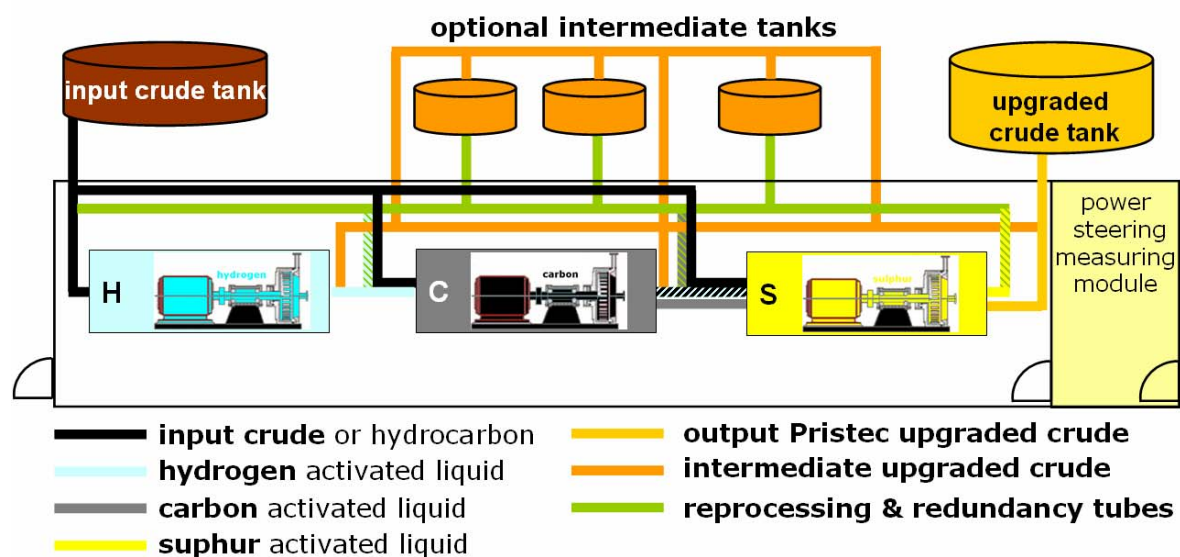 optional intermediate tanks
input crude tank
upgraded
crude tank
power
steering
measuring
module
H
hydrogen
C
carbon
S
sulphur
input crude or hydrocarbon
hydrogen activated liquid
carbon activated liquid
suphur activated liquid
output Pristec upgraded crude
intermediate upgraded crude
reprocessing & redundancy tubes